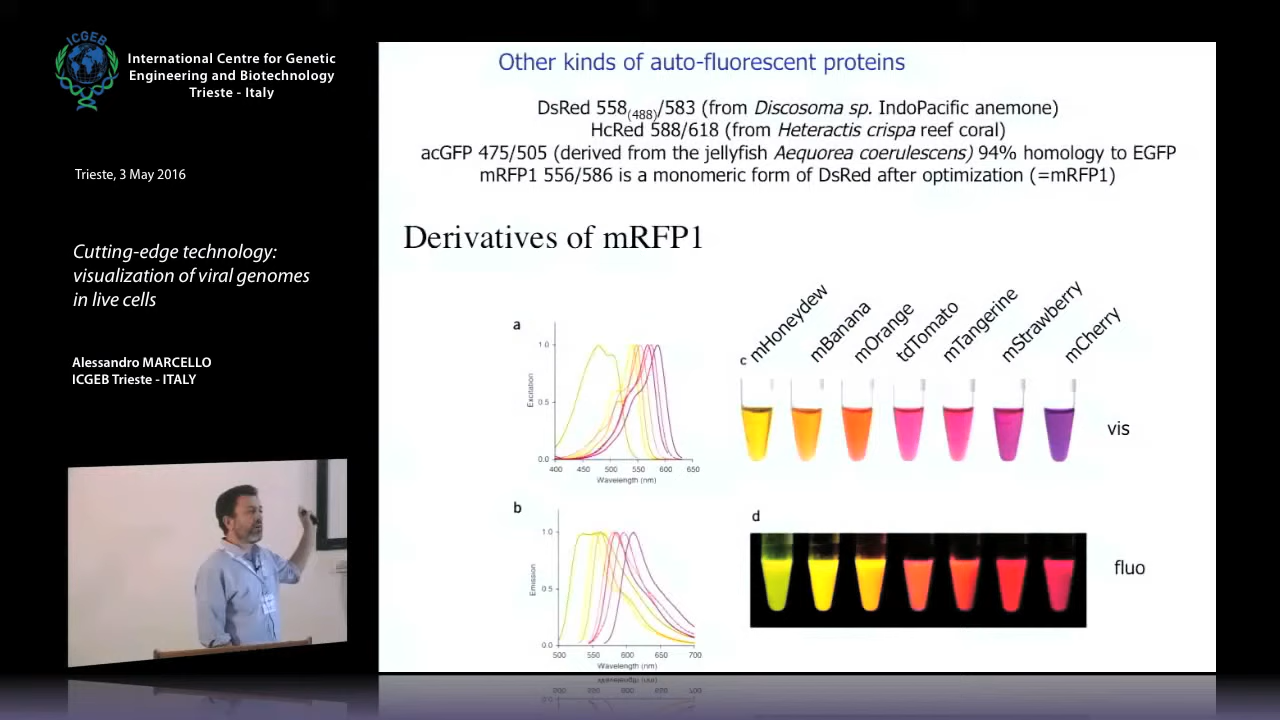 ICGEB
International Centre for Genetic
Engineering and Biotechnology
Trieste - Italy
Trieste, 3 May 2016
Cutting-edge technology:
visualization of viral genomes
in live cells
Alessandro MARCELLO
ICGEB Trieste - ITALY
Other kinds of auto-fluorescent proteins
DsRed 558(488)/583 (from Discosoma sp. IndoPacific anemone)
HcRed 588/618 (from Heteractis crispa reef coral)
acGFP 475/505 (derived from the jellyfish Aequorea coerulescens) 94% homology to EGFP
mRFP1 556/586 is a monomeric form of DsRed after optimization (=mRFP1)
Derivatives of mRFP1
a
1.0
0.5
0.0
Excitation
400 450 500 550 600 650
Wavelength (nm)
b
1.0
0.5
0.0
Emission
500 550 600 650 700
Wavelength (nm)
c
mHoneydew
mBanana
mOrange
tdTomato
mTangerine
mStrawberry
mCherry
vis
d
fluo